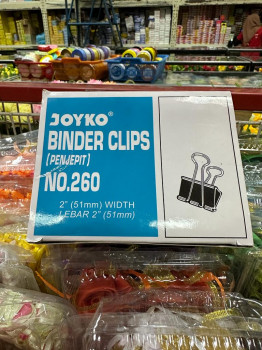 JOYKO®
BINDER CLIPS
(PENJEPIT)
NO.260
2" (51mm) WIDTH
LEBAR 2" (51mm)